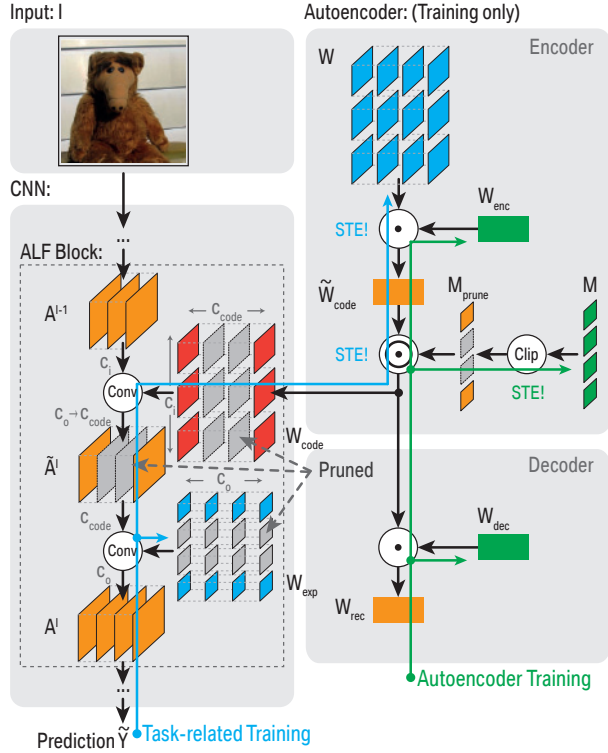 Input: I
Autoencoder: (Training only)
Encoder
W
W_enc
STE!
CNN:
...
ALF Block:
W̃_code
M_prune
M
A^l-1
C_code
C_i
Conv
C_i
STE!
Clip
STE!
C_o→C_code
W_code
Ã^l
Pruned
Decoder
C_o
C_code
W_dec
Conv
C_o
W_exp
W_rec
A^l
...
Autoencoder Training
Prediction Ỹ
Task-related Training